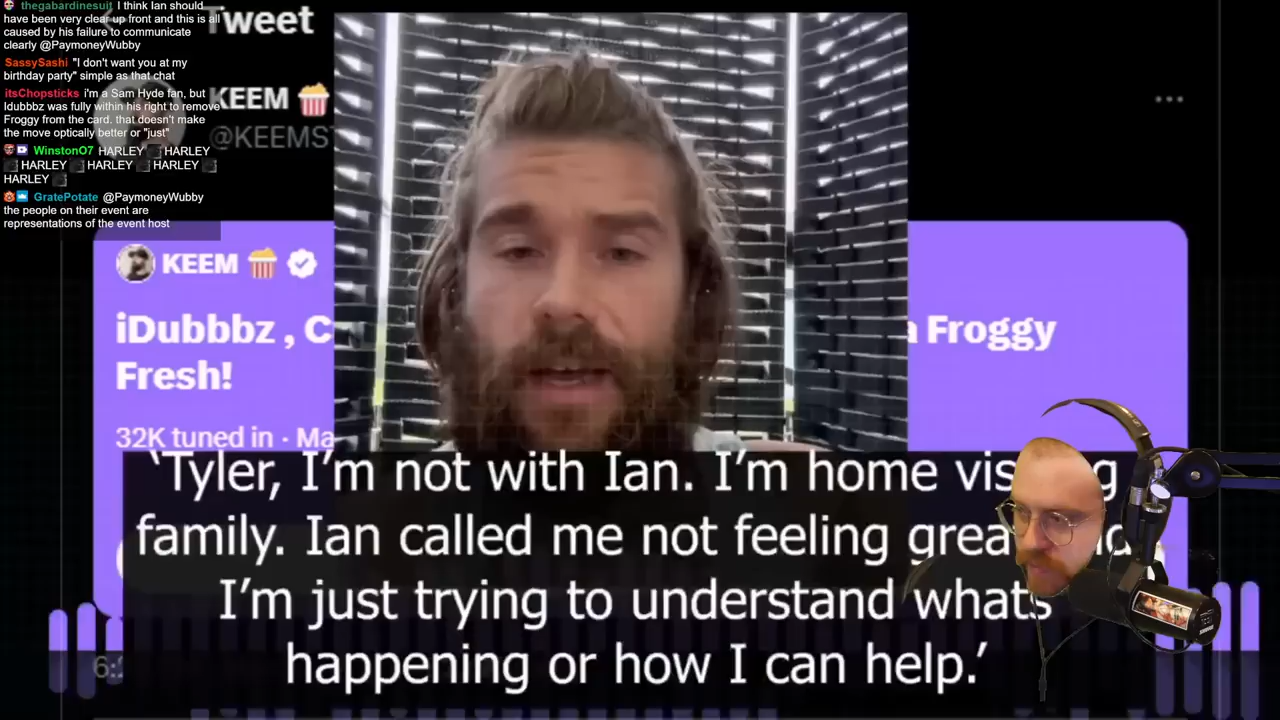 thegabardinesuit I think Ian should
have been very clear up front and this is all
caused by his failure to communicate
clearly @PaymoneyWubby
SassySashi "I don't want you at my
birthday party" simple as that chat
itsChopsticks i'm a Sam Hyde fan, but
Idubbbz was fully within his right to remove
Froggy from the card. that doesn't make
the move optically better or "just"
WinstonO7 HARLEY HARLEY
HARLEY HARLEY HARLEY
HARLEY
GratePotate @PaymoneyWubby
the people on their event are
representations of the event host
Tweet
KEEM
@KEEMS
KEEM
iDubbbz , C a Froggy
Fresh!
32K tuned in · Ma
'Tyler, I'm not with Ian. I'm home vis g
family. Ian called me not feeling grea d
I'm just trying to understand whats
happening or how I can help.'